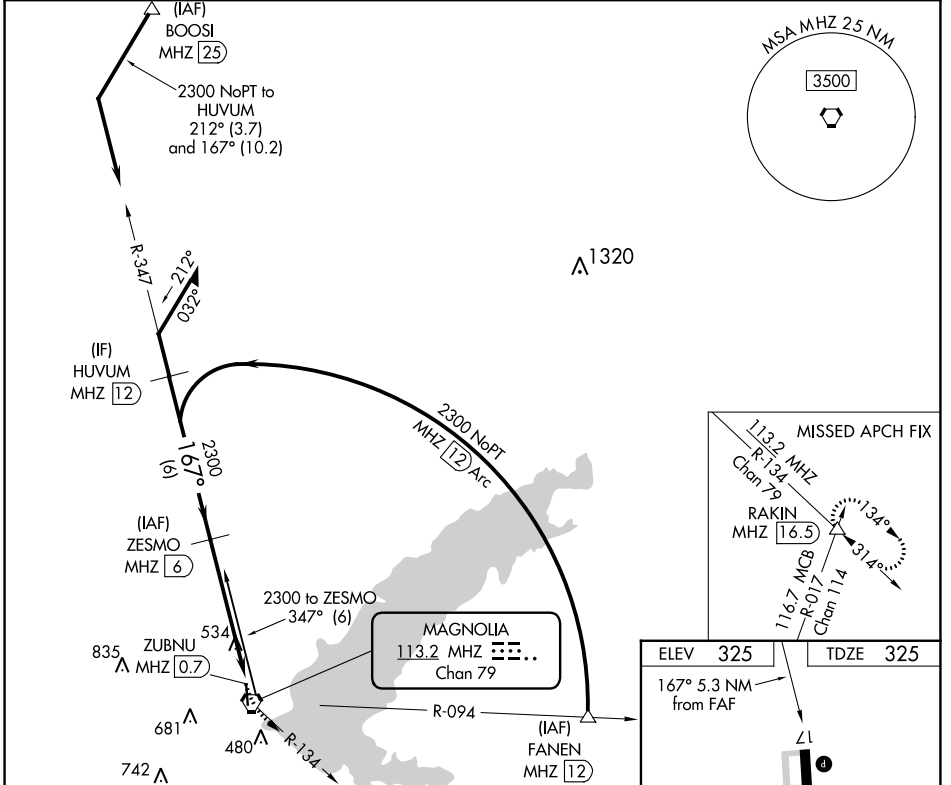 (IAF)
BOOSI
MHZ 25
2300 NoPT to
HUVUM
212° (3.7)
and 167° (10.2)
MSA MHZ 25 NM
3500
1320
R-347
212°
032°
(IF)
HUVUM
MHZ 12
2300 NoPT
MHZ 12 Arc
2300
167°
(6)
(IAF)
ZESMO
MHZ 6
2300 to ZESMO
347° (6)
534
835
ZUBNU
MHZ 0.7
MAGNOLIA
113.2 MHZ
Chan 79
R-094
681
480
R-134
742
(IAF)
FANEN
MHZ 12
MISSED APCH FIX
113.2 MHZ
R-134
Chan 79
RAKIN
MHZ 16.5
134°
314°
116.7 MCB
R-017
Chan 114
ELEV 325
TDZE 325
167° 5.3 NM
from FAF
17
P